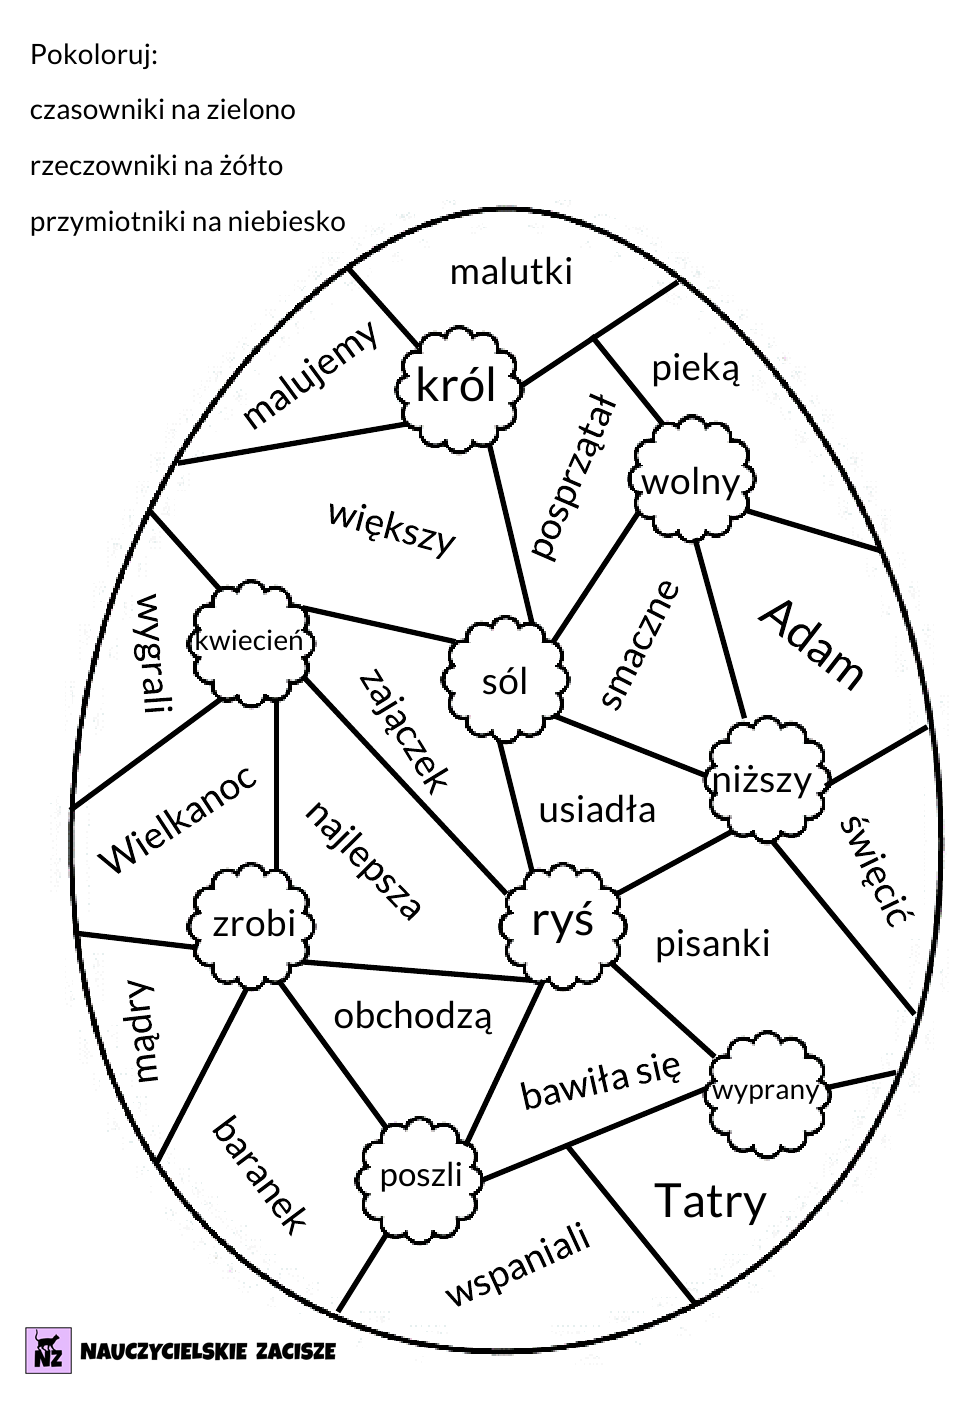 Pokoloruj:
czasowniki na zielono
rzeczowniki na żółto
przymiotniki na niebiesko
malutki
malujemy
król
pieką
posprzątał
wolny
większy
wygrali
kwiecień
smaczne
Adam
sól
zajączek
Wielkanoc
najlepsza
usiadła
niższy
święcić
zrobi
ryś
pisanki
mądry
obchodzą
bawiła się
wyprany
baranek
poszli
Tatry
wspaniali
NZ NAUCZYCIELSKIE ZACISZE